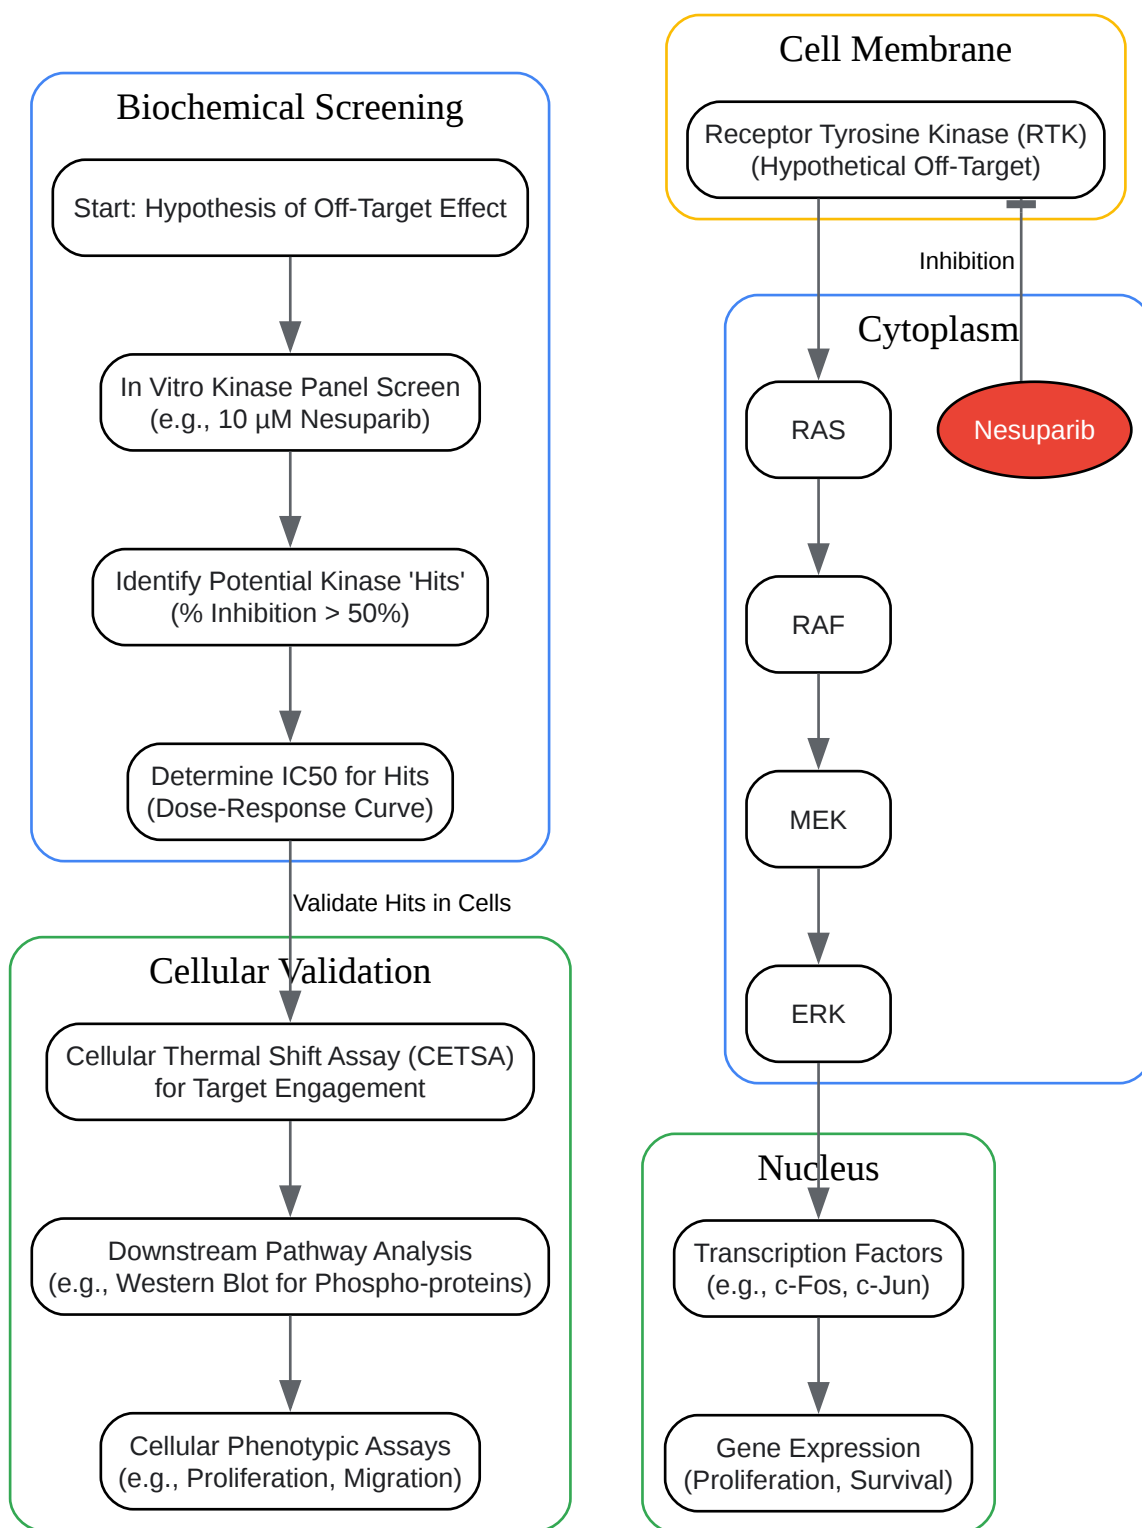 Biochemical Screening
Start: Hypothesis of Off-Target Effect
In Vitro Kinase Panel Screen
(e.g., 10 µM Nesuparib)
Identify Potential Kinase 'Hits'
(% Inhibition > 50%)
Determine IC50 for Hits
(Dose-Response Curve)
Validate Hits in Cells
Cellular Validation
Cellular Thermal Shift Assay (CETSA)
for Target Engagement
Downstream Pathway Analysis
(e.g., Western Blot for Phospho-proteins)
Cellular Phenotypic Assays
(e.g., Proliferation, Migration)
Cell Membrane
Receptor Tyrosine Kinase (RTK)
(Hypothetical Off-Target)
Inhibition
Cytoplasm
RAS
Nesuparib
RAF
MEK
ERK
Nucleus
Transcription Factors
(e.g., c-Fos, c-Jun)
Gene Expression
(Proliferation, Survival)